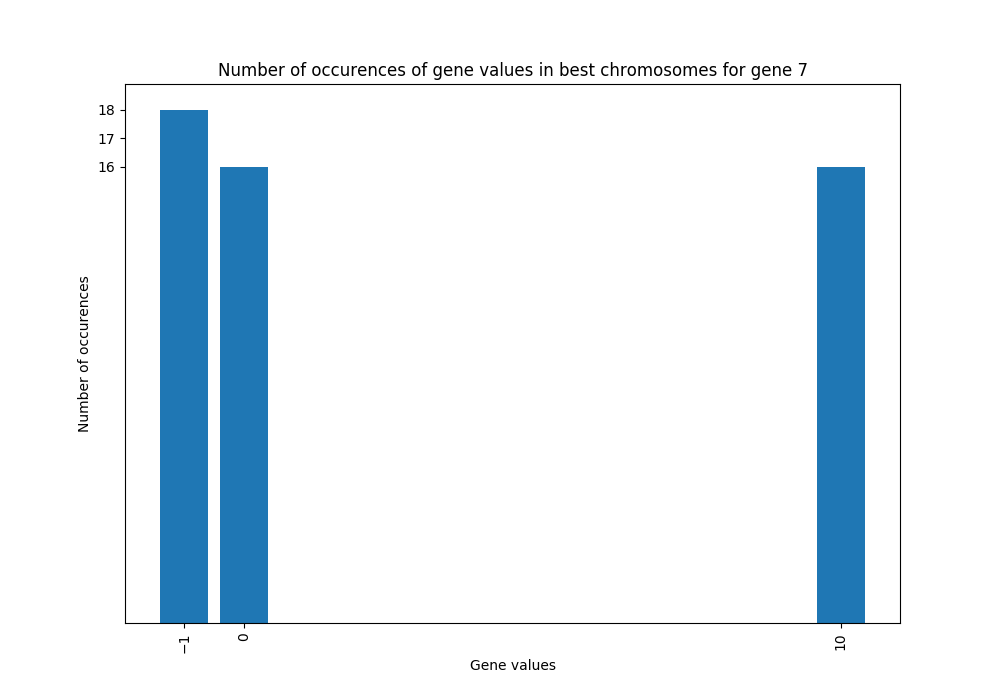 Number of occurences of gene values in best chromosomes for gene 7
18
17
16
Number of occurences
−1
0
10
Gene values